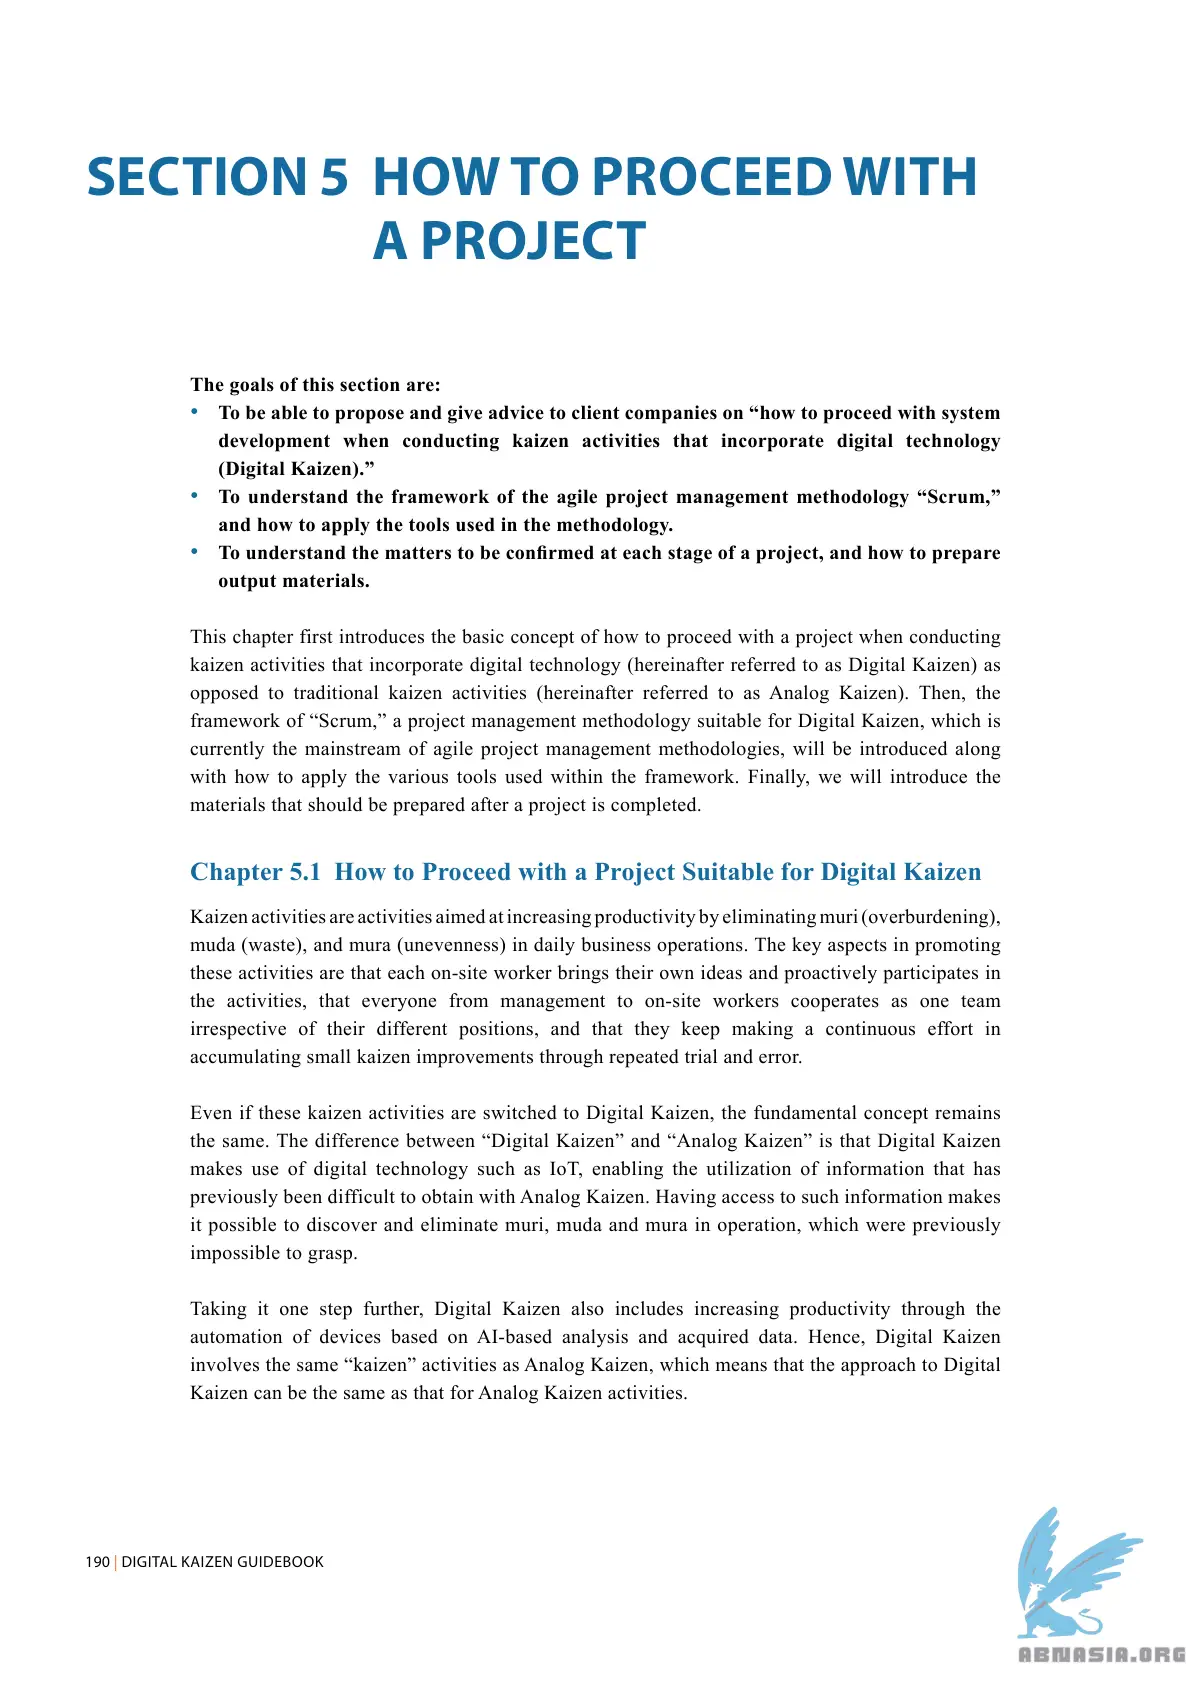 SECTION 5 HOW TO PROCEED WITH
A PROJECT
The goals of this section are:
• To be able to propose and give advice to client companies on “how to proceed with system
development when conducting kaizen activities that incorporate digital technology
(Digital Kaizen).”
• To understand the framework of the agile project management methodology “Scrum,”
and how to apply the tools used in the methodology.
• To understand the matters to be confirmed at each stage of a project, and how to prepare
output materials.
This chapter first introduces the basic concept of how to proceed with a project when conducting
kaizen activities that incorporate digital technology (hereinafter referred to as Digital Kaizen) as
opposed to traditional kaizen activities (hereinafter referred to as Analog Kaizen). Then, the
framework of “Scrum,” a project management methodology suitable for Digital Kaizen, which is
currently the mainstream of agile project management methodologies, will be introduced along
with how to apply the various tools used within the framework. Finally, we will introduce the
materials that should be prepared after a project is completed.
Chapter 5.1 How to Proceed with a Project Suitable for Digital Kaizen
Kaizen activities are activities aimed at increasing productivity by eliminating muri (overburdening),
muda (waste), and mura (unevenness) in daily business operations. The key aspects in promoting
these activities are that each on-site worker brings their own ideas and proactively participates in
the activities, that everyone from management to on-site workers cooperates as one team
irrespective of their different positions, and that they keep making a continuous effort in
accumulating small kaizen improvements through repeated trial and error.
Even if these kaizen activities are switched to Digital Kaizen, the fundamental concept remains
the same. The difference between “Digital Kaizen” and “Analog Kaizen” is that Digital Kaizen
makes use of digital technology such as IoT, enabling the utilization of information that has
previously been difficult to obtain with Analog Kaizen. Having access to such information makes
it possible to discover and eliminate muri, muda and mura in operation, which were previously
impossible to grasp.
Taking it one step further, Digital Kaizen also includes increasing productivity through the
automation of devices based on AI-based analysis and acquired data. Hence, Digital Kaizen
involves the same “kaizen” activities as Analog Kaizen, which means that the approach to Digital
Kaizen can be the same as that for Analog Kaizen activities.
190 | DIGITAL KAIZEN GUIDEBOOK
ABNASIA.ORG